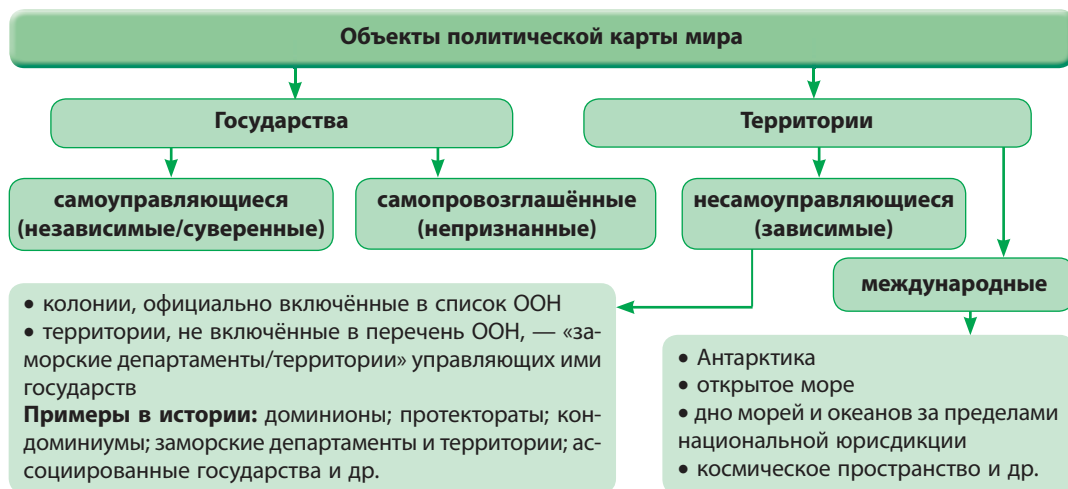 Объекты политической карты мира
Государства
Территории
самоуправляющиеся
(независимые/суверенные)
самопровозглашённые
(непризнанные)
несамоуправляющиеся
(зависимые)
международные
• колонии, официально включённые в список ООН
• территории, не включённые в перечень ООН, — «за-
морские департаменты/территории» управляющих ими
государств
Примеры в истории: доминионы; протектораты; кон-
доминиумы; заморские департаменты и территории; ас-
социированные государства и др.
• Антарктика
• открытое море
• дно морей и океанов за пределами
национальной юрисдикции
• космическое пространство и др.